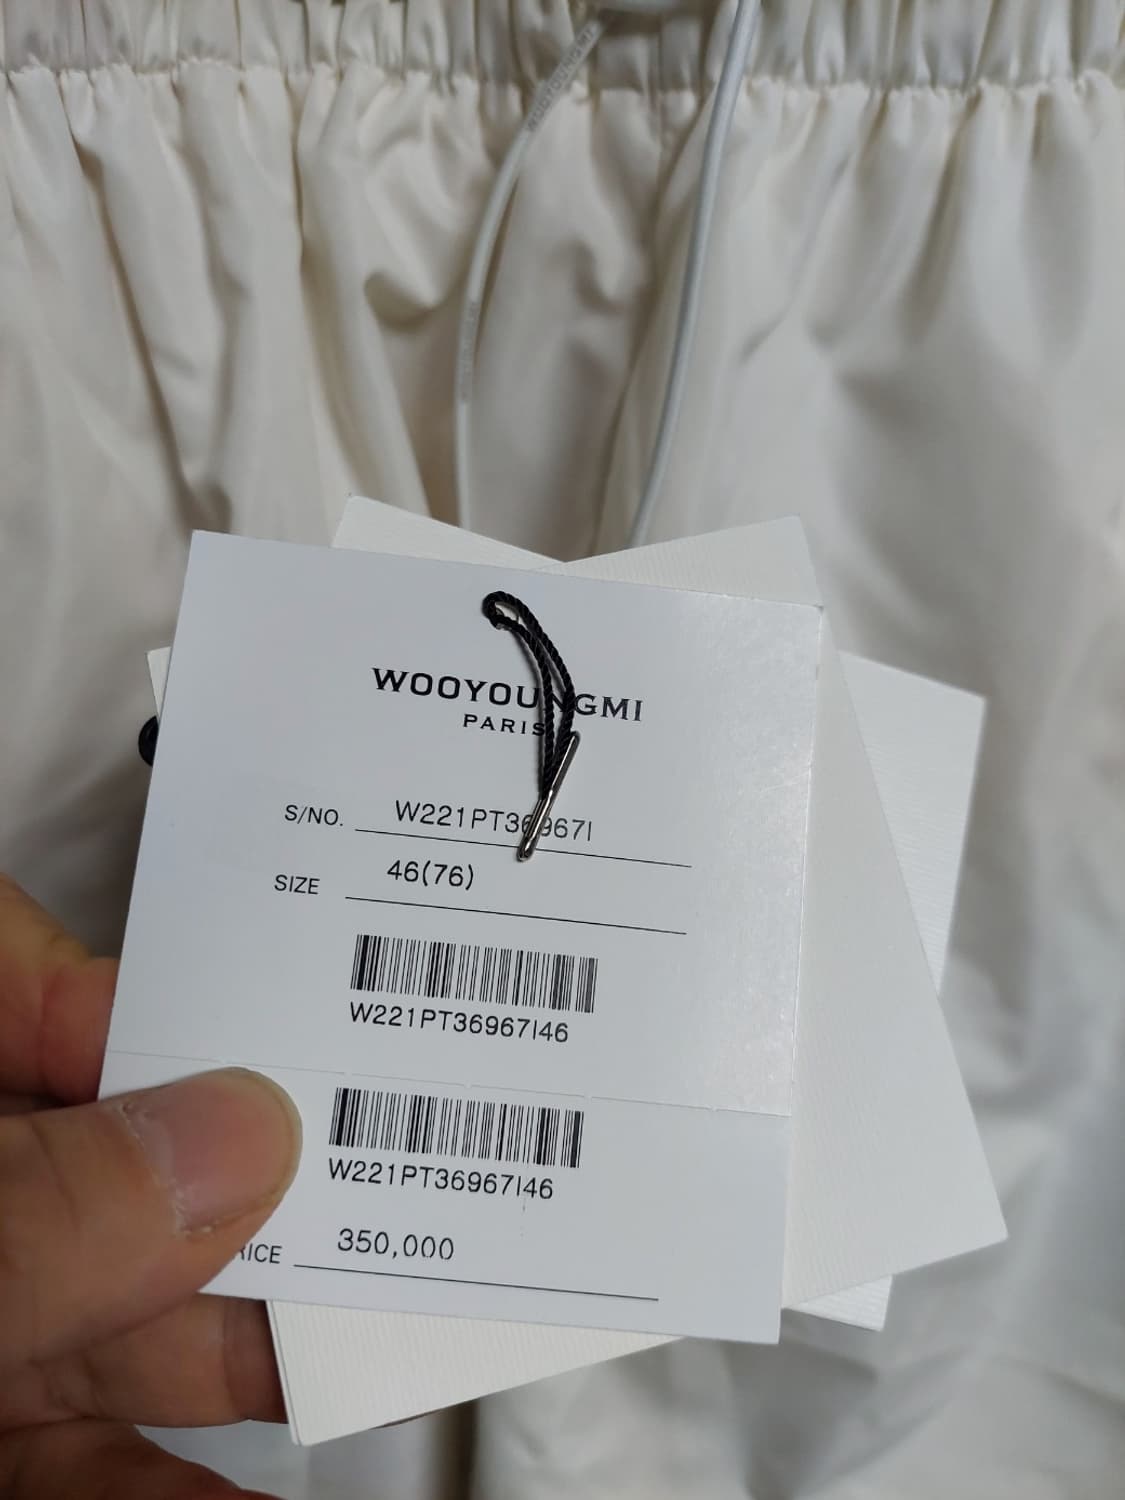 WOOYOUNGMI
PARIS
S/NO. W221PT36967I
SIZE 46(76)
W221PT36967I46
W221PT36967I46
RICE 350,000